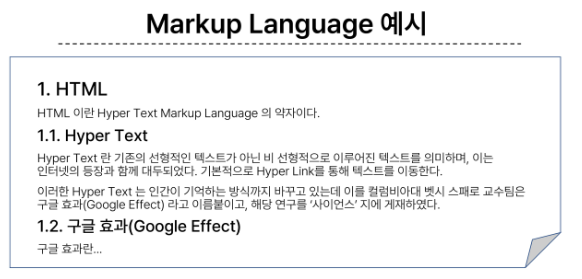 Markup Language 예시
1. HTML
HTML 이란 Hyper Text Markup Language 의 약자이다.
1.1. Hyper Text
Hyper Text 란 기존의 선형적인 텍스트가 아닌 비 선형적으로 이루어진 텍스트를 의미하며, 이는
인터넷의 등장과 함께 대두되었다. 기본적으로 Hyper Link를 통해 텍스트를 이동한다.
이러한 Hyper Text 는 인간이 기억하는 방식까지 바꾸고 있는데 이를 컬럼비아대 벳시 스패로 교수팀은
구글 효과(Google Effect) 라고 이름붙이고, 해당 연구를 ‘사이언스’ 지에 게재하였다.
1.2. 구글 효과(Google Effect)
구글 효과란...